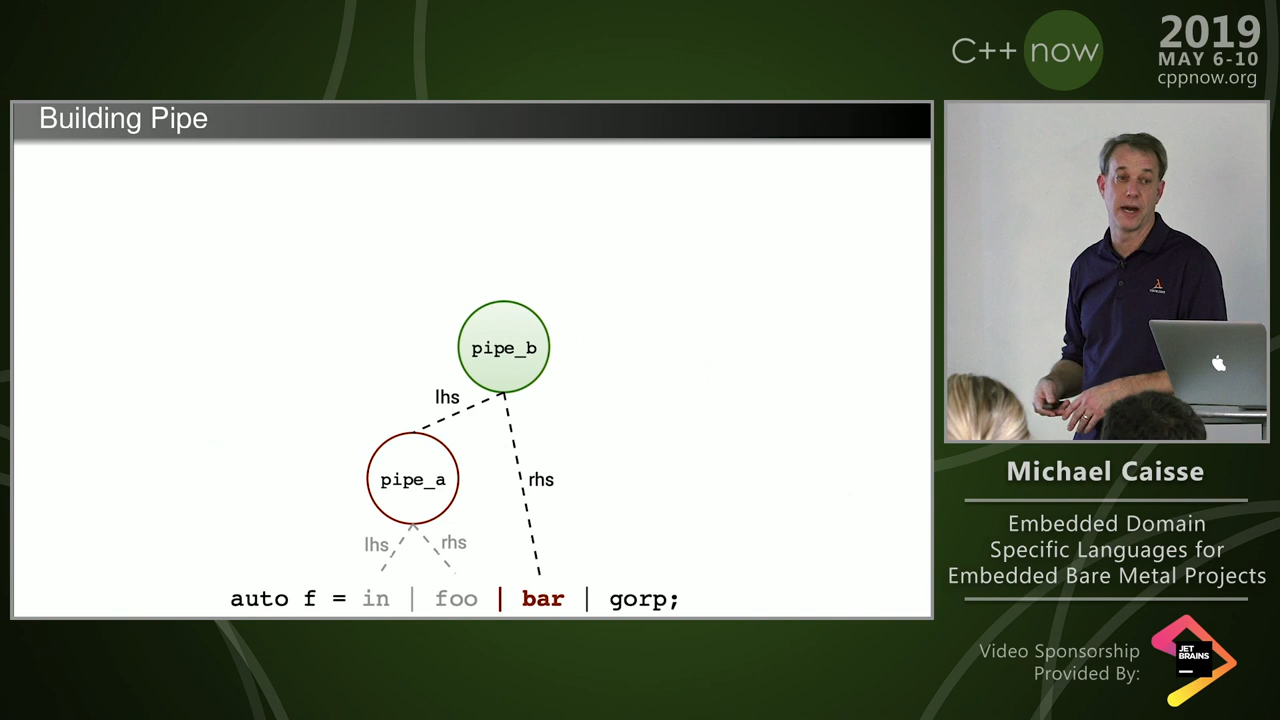 C++ now
2019
MAY 6-10
cppnow.org
Building Pipe
pipe_b
lhs
pipe_a
rhs
lhs
rhs
auto f = in | foo | bar | gorp;
Michael Caisse
Embedded Domain
Specific Languages for
Embedded Bare Metal Projects
Video Sponsorship
Provided By:
JET
BRAINS